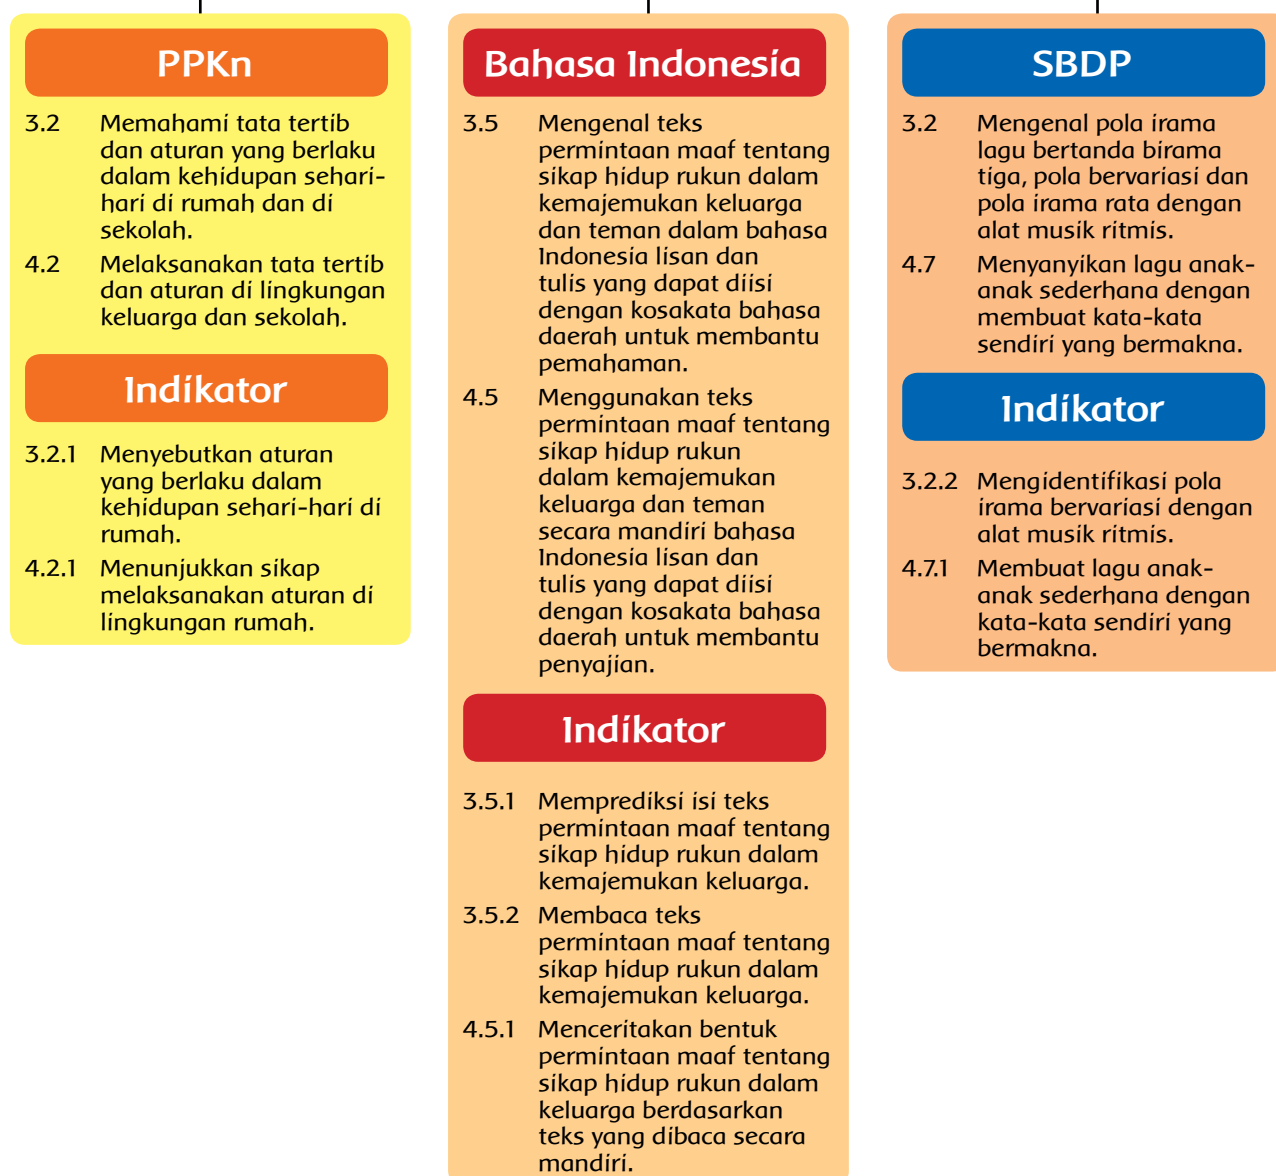 PPKn
3.2 Memahami tata tertib
dan aturan yang berlaku
dalam kehidupan sehari-
hari di rumah dan di
sekolah.
4.2 Melaksanakan tata tertib
dan aturan di lingkungan
keluarga dan sekolah.
Indikator
3.2.1 Menyebutkan aturan
yang berlaku dalam
kehidupan sehari-hari di
rumah.
4.2.1 Menunjukkan sikap
melaksanakan aturan di
lingkungan rumah.
Bahasa Indonesia
3.5 Mengenal teks
permintaan maaf tentang
sikap hidup rukun dalam
kemajemukan keluarga
dan teman dalam bahasa
Indonesia lisan dan
tulis yang dapat diisi
dengan kosakata bahasa
daerah untuk membantu
pemahaman.
4.5 Menggunakan teks
permintaan maaf tentang
sikap hidup rukun
dalam kemajemukan
keluarga dan teman
secara mandiri bahasa
Indonesia lisan dan
tulis yang dapat diisi
dengan kosakata bahasa
daerah untuk membantu
penyajian.
Indikator
3.5.1 Memprediksi isi teks
permintaan maaf tentang
sikap hidup rukun dalam
kemajemukan keluarga.
3.5.2 Membaca teks
permintaan maaf tentang
sikap hidup rukun dalam
kemajemukan keluarga.
4.5.1 Menceritakan bentuk
permintaan maaf tentang
sikap hidup rukun dalam
keluarga berdasarkan
teks yang dibaca secara
mandiri.
SBDP
3.2 Mengenal pola irama
lagu bertanda birama
tiga, pola bervariasi dan
pola irama rata dengan
alat musik ritmis.
4.7 Menyanyikan lagu anak-
anak sederhana dengan
membuat kata-kata
sendiri yang bermakna.
Indikator
3.2.2 Mengidentifikasi pola
irama bervariasi dengan
alat musik ritmis.
4.7.1 Membuat lagu anak-
anak sederhana dengan
kata-kata sendiri yang
bermakna.